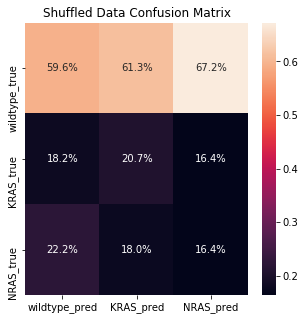 Shuffled Data Confusion Matrix
wildtype_true
KRAS_true
NRAS_true
59.6% 61.3% 67.2%
18.2% 20.7% 16.4%
22.2% 18.0% 16.4%
wildtype_pred KRAS_pred NRAS_pred
0.6
0.5
0.4
0.3
0.2